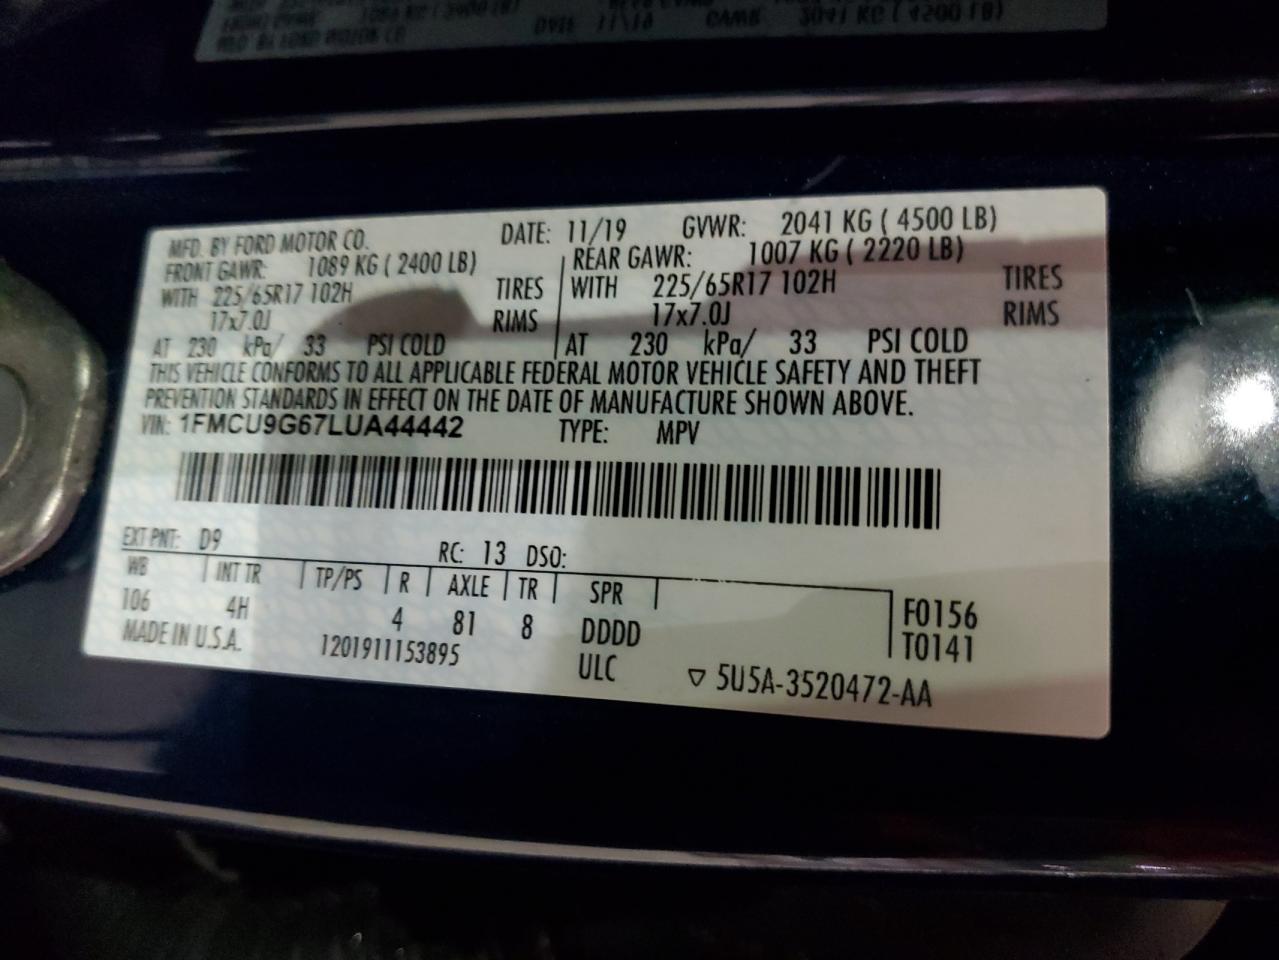 MFD. BY FORD MOTOR CO. DATE: 11/19 GVWR: 2041 KG ( 4500 LB)
FRONT GAWR: 1089 KG ( 2400 LB) REAR GAWR: 1007 KG ( 2220 LB)
WITH 225/65R17 102H TIRES WITH 225/65R17 102H TIRES
17x7.0J RIMS 17x7.0J RIMS
AT 230 kPa/ 33 PSI COLD AT 230 kPa/ 33 PSI COLD
THIS VEHICLE CONFORMS TO ALL APPLICABLE FEDERAL MOTOR VEHICLE SAFETY AND THEFT
PREVENTION STANDARDS IN EFFECT ON THE DATE OF MANUFACTURE SHOWN ABOVE.
VIN: 1FMCU9G67LUA44442 TYPE: MPV
EXT PNT: D9 RC: 13 DSO:
WB INT TR TP/PS R AXLE TR SPR
106 4H 4 81 8 DDDD F0156
MADE IN U.S.A. 1201911153895 ULC T0141
▽ 5U5A-3520472-AA